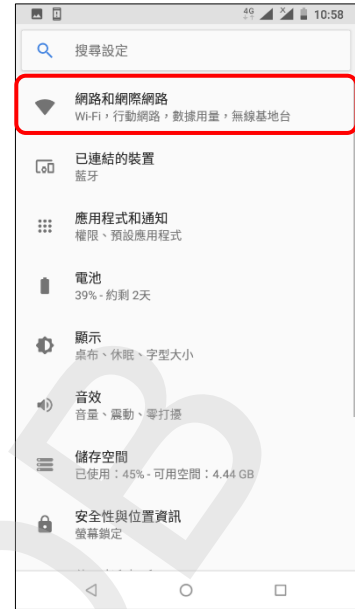 4G 10:58
搜尋設定
網路和網際網路
Wi-Fi，行動網路，數據用量，無線基地台
已連結的裝置
藍牙
應用程式和通知
權限、預設應用程式
電池
39% - 約剩 2天
顯示
桌布、休眠、字型大小
音效
音量、震動、零打擾
儲存空間
已使用：45% - 可用空間：4.44 GB
安全性與位置資訊
螢幕鎖定